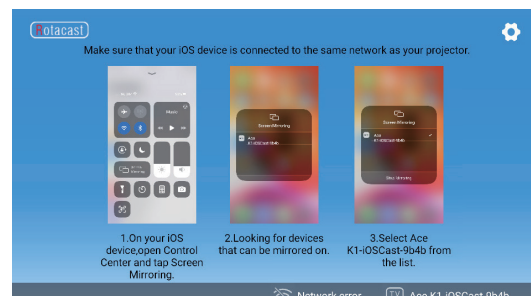 Rotacast
Make sure that your iOS device is connected to the same network as your projector.
Music
Screen Mirroring
Ace
K1-iOSCast-9b4b
Screen Mirroring
Ace
K1-iOSCast-9b4b
Stop Mirroring
1.On your iOS
device,open Control
Center and tap Screen
Mirroring.
2.Looking for devices
that can be mirrored on.
3.Select Ace
K1-iOSCast-9b4b from
the list.
Network error
TV
Ace K1-iOSCast-9b4b